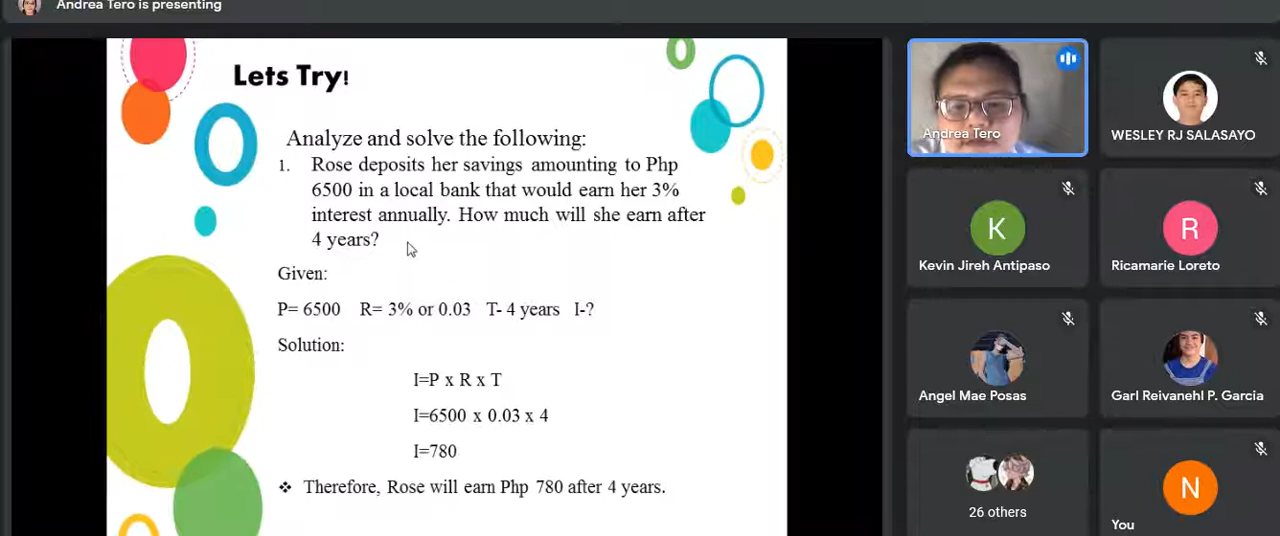 Andrea Tero is presenting
Lets Try!
Analyze and solve the following:
1. Rose deposits her savings amounting to Php
6500 in a local bank that would earn her 3%
interest annually. How much will she earn after
4 years?
Given:
P= 6500 R= 3% or 0.03 T- 4 years I-?
Solution:
I=P x R x T
I=6500 x 0.03 x 4
I=780
❖ Therefore, Rose will earn Php 780 after 4 years.
Andrea Tero
WESLEY RJ SALASAYO
K
Kevin Jireh Antipaso
R
Ricamarie Loreto
Angel Mae Posas
Garl Reivanehl P. Garcia
26 others
N
You